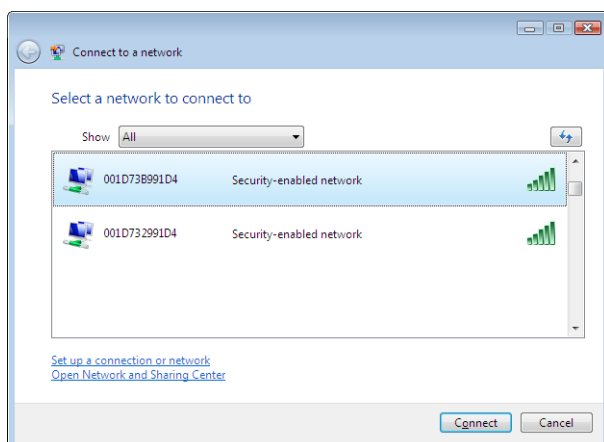 Connect to a network
Select a network to connect to
Show All
001D73B991D4 Security-enabled network
001D732991D4 Security-enabled network
Set up a connection or network
Open Network and Sharing Center
Connect Cancel